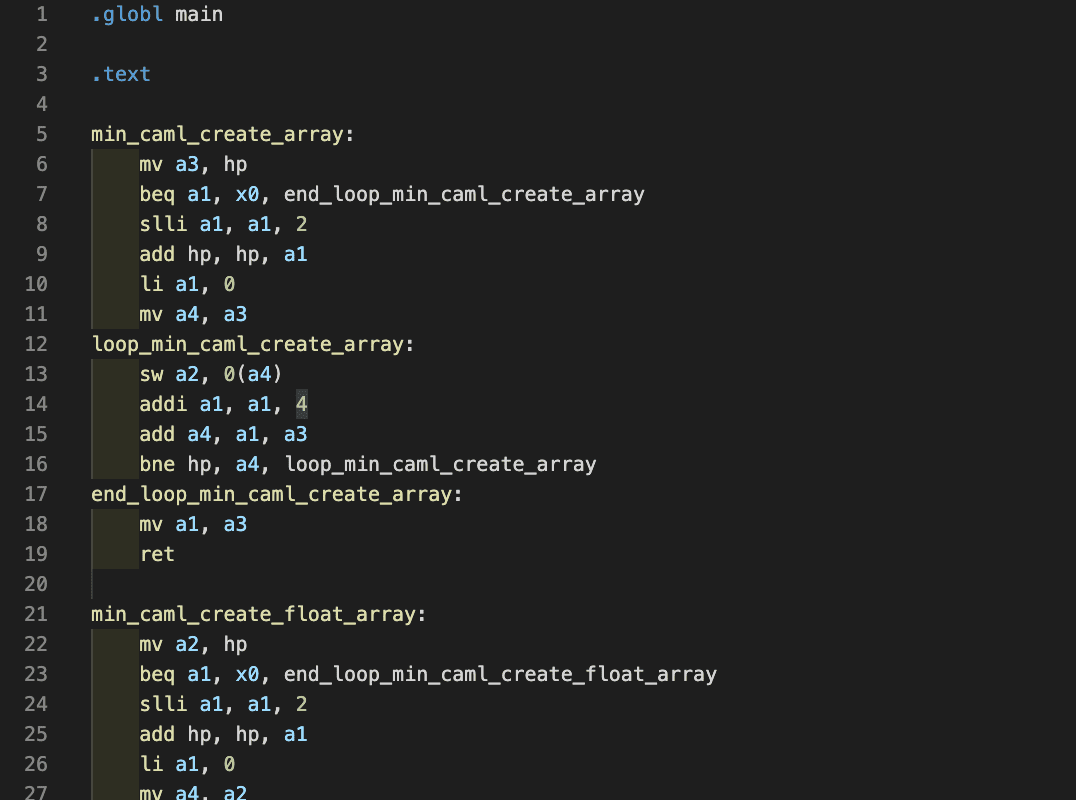 1 .globl main
2
3 .text
4
5 min_caml_create_array:
6 mv a3, hp
7 beq a1, x0, end_loop_min_caml_create_array
8 slli a1, a1, 2
9 add hp, hp, a1
10 li a1, 0
11 mv a4, a3
12 loop_min_caml_create_array:
13 sw a2, 0(a4)
14 addi a1, a1, 4
15 add a4, a1, a3
16 bne hp, a4, loop_min_caml_create_array
17 end_loop_min_caml_create_array:
18 mv a1, a3
19 ret
20
21 min_caml_create_float_array:
22 mv a2, hp
23 beq a1, x0, end_loop_min_caml_create_float_array
24 slli a1, a1, 2
25 add hp, hp, a1
26 li a1, 0
27 mv a4, a2